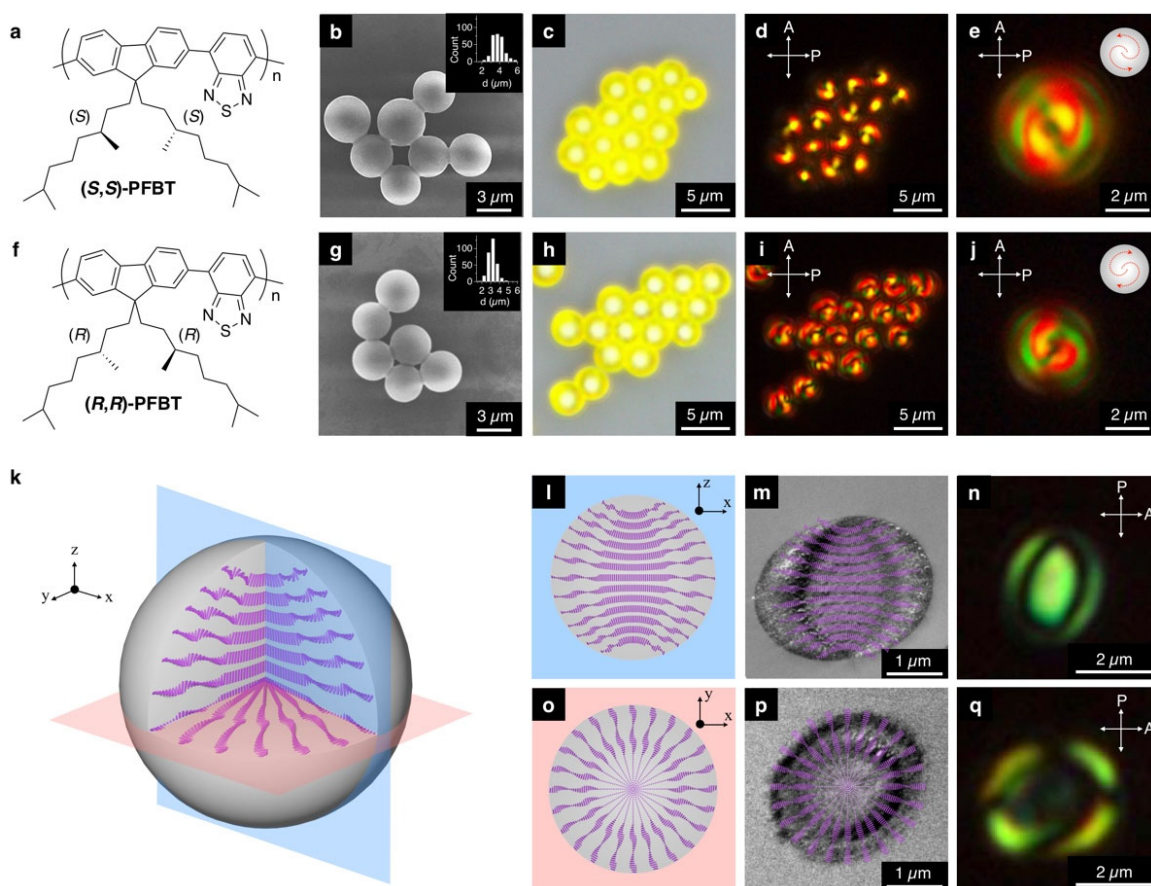 a
n
N
N
S
(S)
(S)
(S,S)-PFBT
b
Count
100
50
0
2 4 6
d (µm)
3 µm
c
5 µm
d
A
P
5 µm
e
A
P
2 µm
f
n
N
N
S
(R)
(R)
(R,R)-PFBT
g
Count
100
50
0
1 2 3 4 5 6
d (µm)
3 µm
h
5 µm
i
A
P
5 µm
j
A
P
2 µm
k
z
y
x
l
z
x
m
1 µm
n
P
A
2 µm
o
y
x
p
1 µm
q
P
A
2 µm